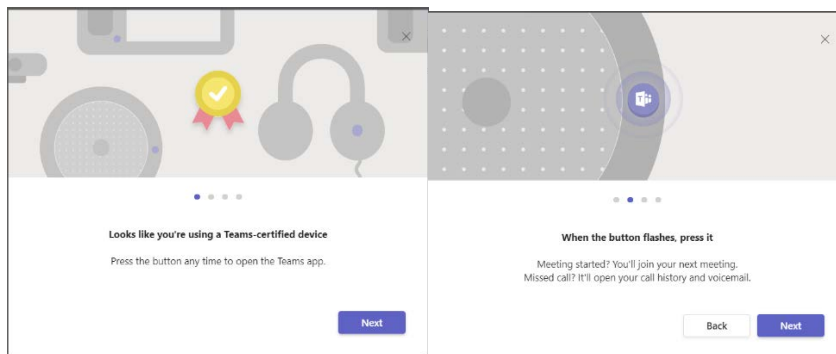 Looks like you're using a Teams-certified device
Press the button any time to open the Teams app.
Next
T
When the button flashes, press it
Meeting started? You'll join your next meeting.
Missed call? It'll open your call history and voicemail.
Back
Next